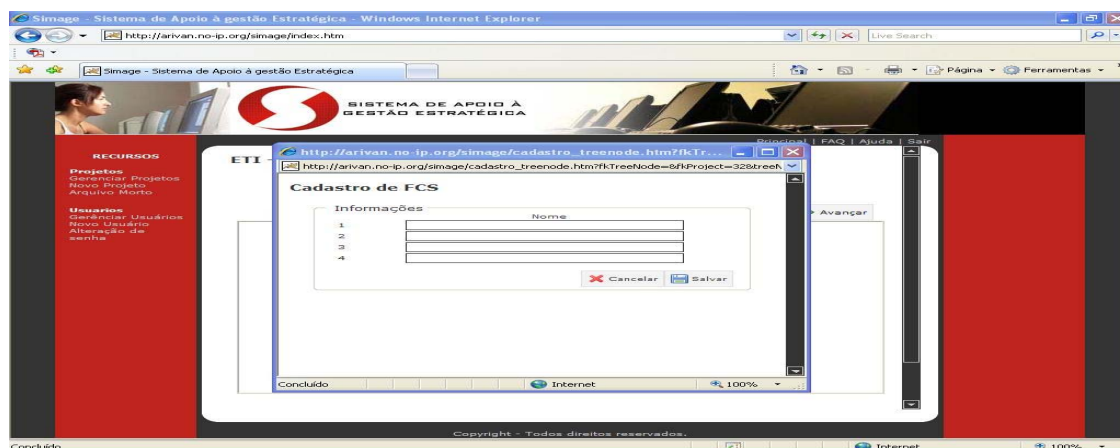 Simage - Sistema de Apoio à gestão Estratégica - Windows Internet Explorer
http://arivan.no-ip.org/simage/index.htm
Live Search
Simage - Sistema de Apoio à gestão Estratégica
Página
Ferramentas
SISTEMA DE APOIO À
GESTÃO ESTRATÉGICA
Principal | FAQ | Ajuda | Sair
RECURSOS
Projetos
Gerenciar Projetos
Novo Projeto
Arquivo Morto
Usuarios
Gerênciar Usuários
Novo Usuário
Alteração de
senha
ETI -
Avançar
http://arivan.no-ip.org/simage/cadastro_treenode.htm?fkTr...
http://arivan.no-ip.org/simage/cadastro_treenode.htm?fkTreeNode=&fkProject=32&treeN
Cadastro de FCS
Informações
Nome
1
2
3
4
Cancelar
Salvar
Concluído
Internet
100%
Copyright - Todos direitos reservados.
Concluído
Internet
100%